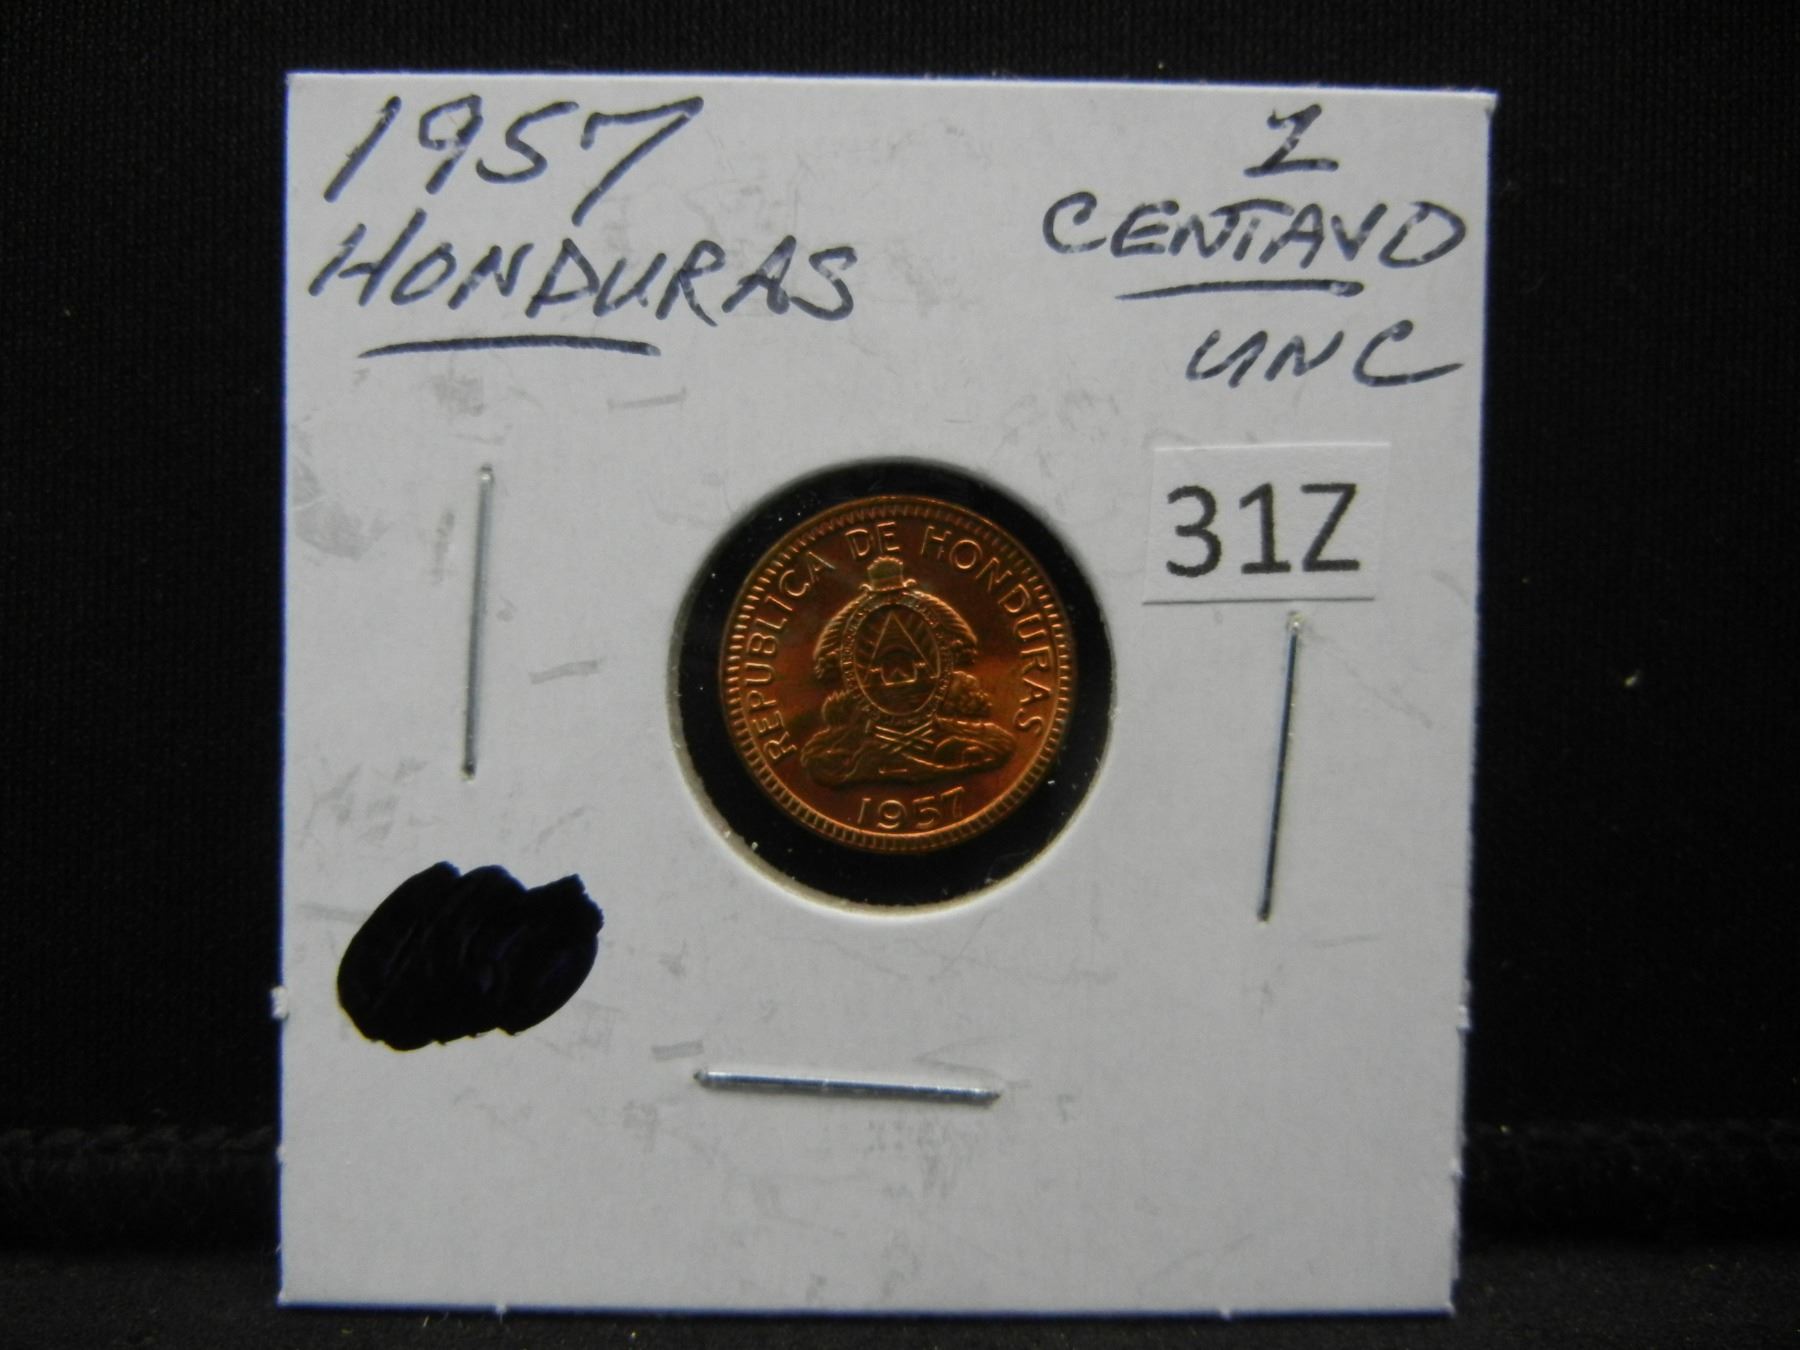 1957
HONDURAS
1
CENTAVO
UNC
31Z
REPUBLICA DE HONDURAS
1957